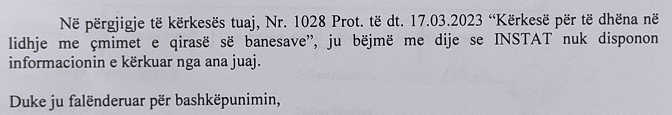 Në përgjigje të kërkesës tuaj, Nr. 1028 Prot. të dt. 17.03.2023 “Kërkesë për të dhëna në
lidhje me çmimet e qirasë së banesave”, ju bëjmë me dije se INSTAT nuk disponon
informacionin e kërkuar nga ana juaj.
Duke ju falënderuar për bashkëpunimin,